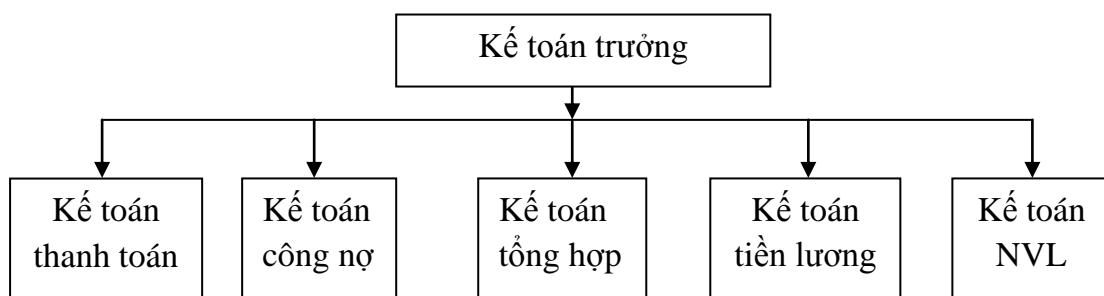 Kế toán trưởng
Kế toán
thanh toán
Kế toán
công nợ
Kế toán
tổng hợp
Kế toán
tiền lương
Kế toán
NVL